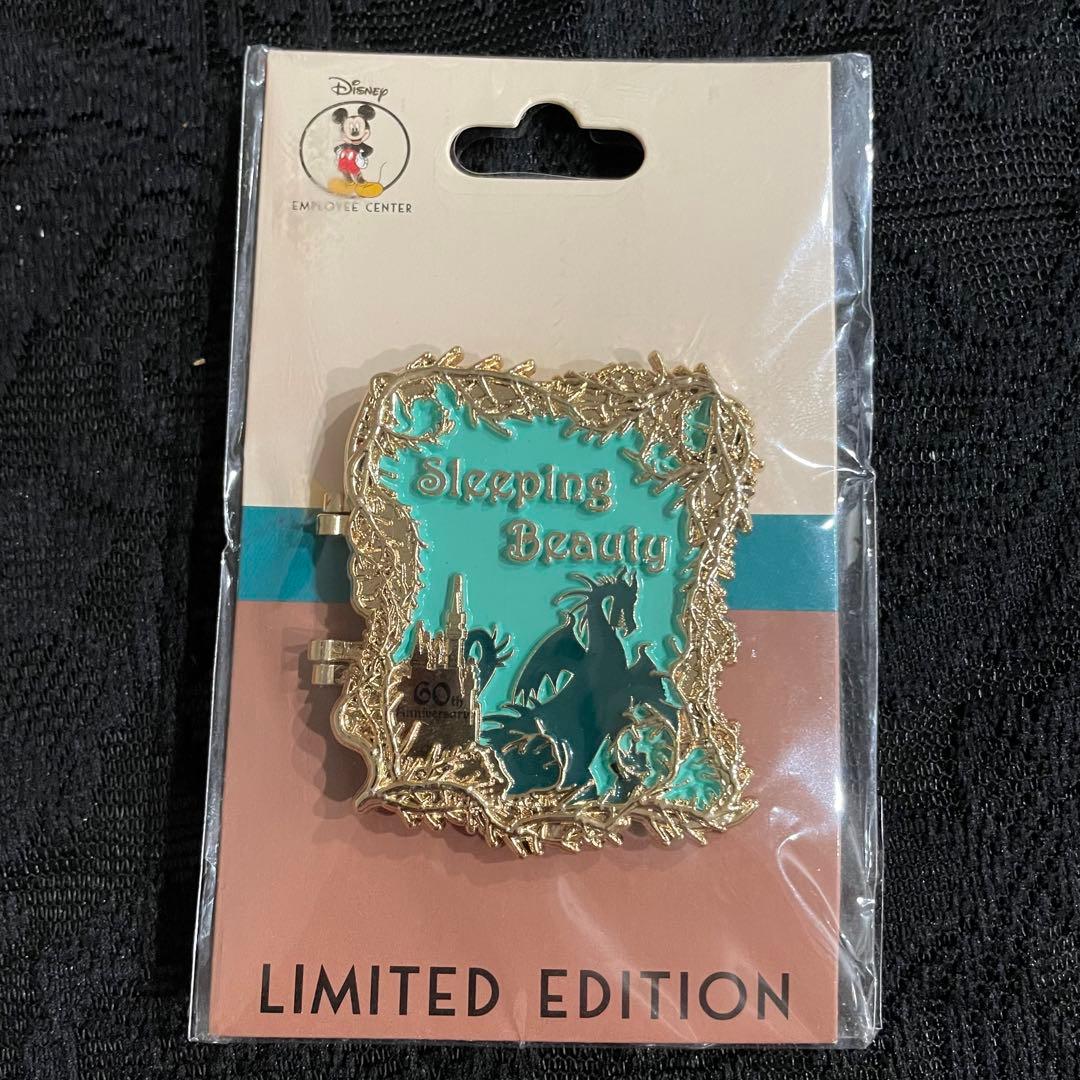 Disney
EMPLOYEE CENTER
Sleeping
Beauty
60th
Anniversary
LIMITED EDITION